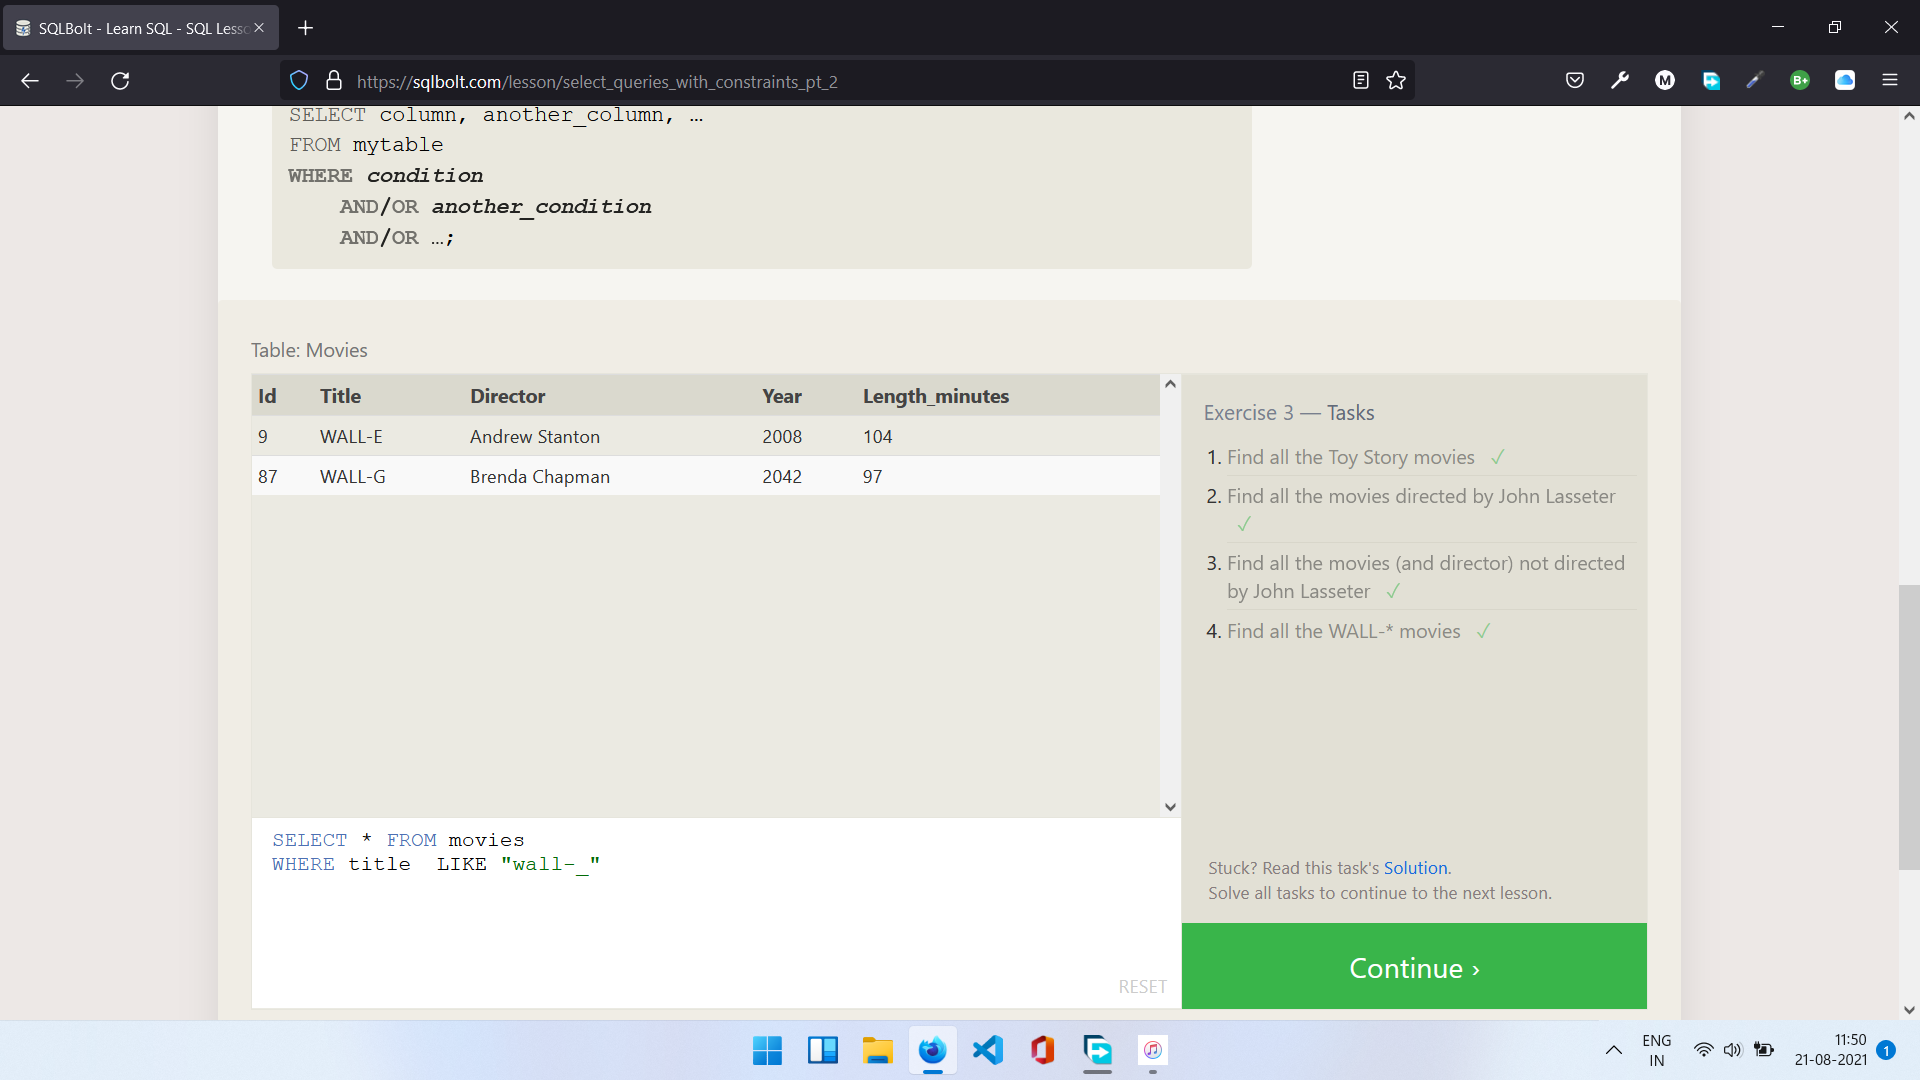 SQLBolt - Learn SQL - SQL Lesso
https://sqlbolt.com/lesson/select_queries_with_constraints_pt_2
SELECT column, another_column, …
FROM mytable
WHERE condition
AND/OR another_condition
AND/OR …;
Table: Movies
Id Title Director Year Length_minutes
9 WALL-E Andrew Stanton 2008 104
87 WALL-G Brenda Chapman 2042 97
Exercise 3 — Tasks
1. Find all the Toy Story movies ✓
2. Find all the movies directed by John Lasseter
✓
3. Find all the movies (and director) not directed
by John Lasseter ✓
4. Find all the WALL-* movies ✓
SELECT * FROM movies
WHERE title  LIKE "wall-_"
RESET
Stuck? Read this task's Solution.
Solve all tasks to continue to the next lesson.
Continue ›
ENG
IN
11:50
21-08-2021
1
M
B+